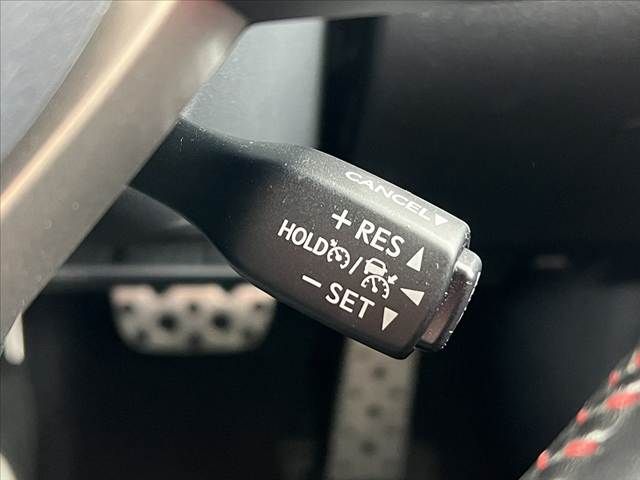 CANCEL
+ RES
HOLD /
- SET